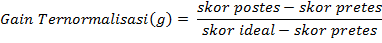 Gain Ternormalisasi(g) = skor postes − skor pretes
skor ideal − skor pretes